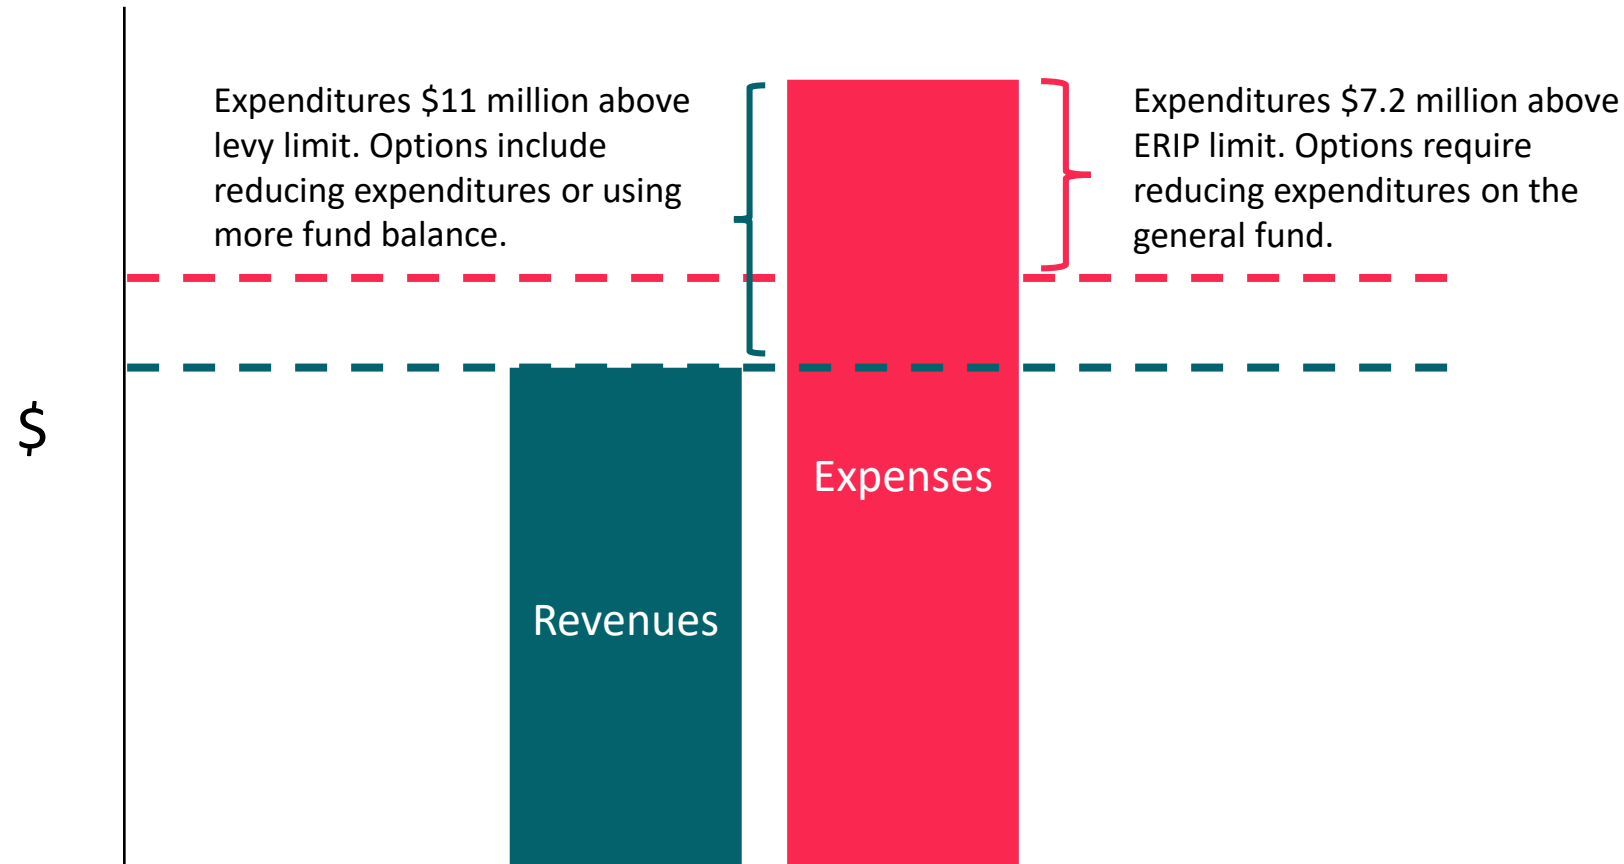 Expenditures $11 million above
levy limit. Options include
reducing expenditures or using
more fund balance.
Expenditures $7.2 million above
ERIP limit. Options require
reducing expenditures on the
general fund.
$
Expenses
Revenues